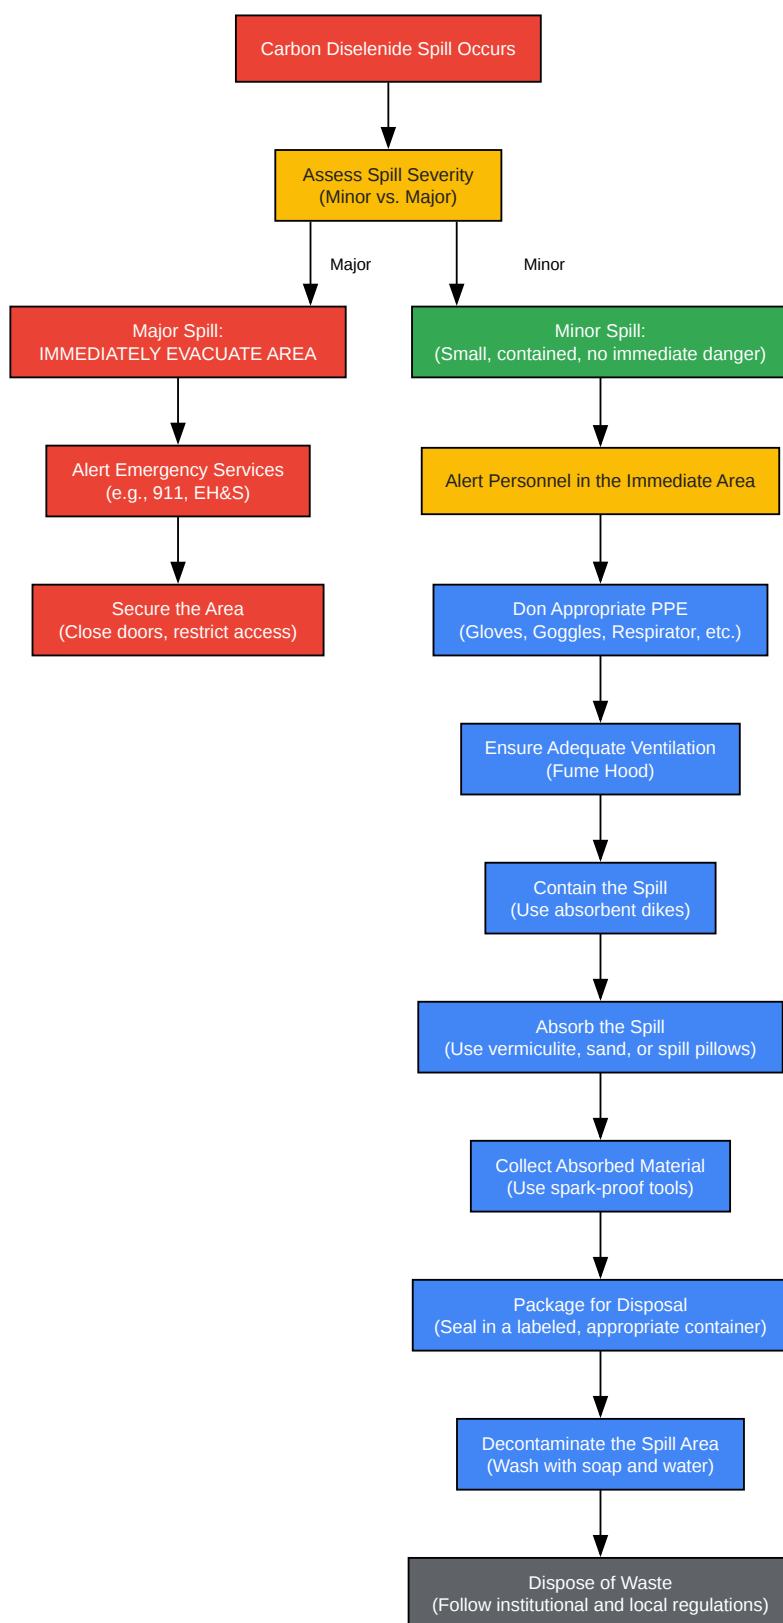 Carbon Diselenide Spill Occurs
Assess Spill Severity
(Minor vs. Major)
Major
Minor
Major Spill:
IMMEDIATELY EVACUATE AREA
Alert Emergency Services
(e.g., 911, EH&S)
Secure the Area
(Close doors, restrict access)
Minor Spill:
(Small, contained, no immediate danger)
Alert Personnel in the Immediate Area
Don Appropriate PPE
(Gloves, Goggles, Respirator, etc.)
Ensure Adequate Ventilation
(Fume Hood)
Contain the Spill
(Use absorbent dikes)
Absorb the Spill
(Use vermiculite, sand, or spill pillows)
Collect Absorbed Material
(Use spark-proof tools)
Package for Disposal
(Seal in a labeled, appropriate container)
Decontaminate the Spill Area
(Wash with soap and water)
Dispose of Waste
(Follow institutional and local regulations)